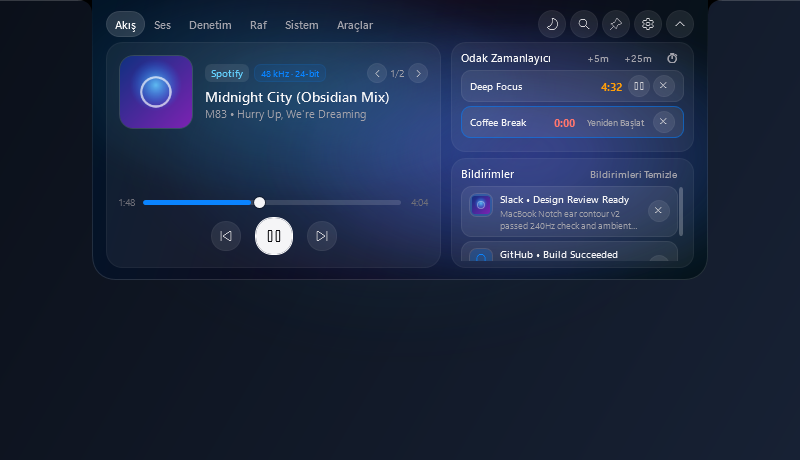 Akış Ses Denetim Raf Sistem Araçlar
Spotify 48 kHz · 24-bit 1/2
Midnight City (Obsidian Mix)
M83 • Hurry Up, We're Dreaming
1:48 4:04
Odak Zamanlayıcı +5m +25m
Deep Focus 4:32
Coffee Break 0:00 Yeniden Başlat
Bildirimler Bildirimleri Temizle
Slack • Design Review Ready
MacBook Notch ear contour v2
passed 240Hz check and ambient...
GitHub • Build Succeeded